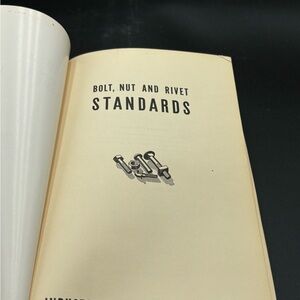 BOLT, NUT AND RIVET
STANDARDS